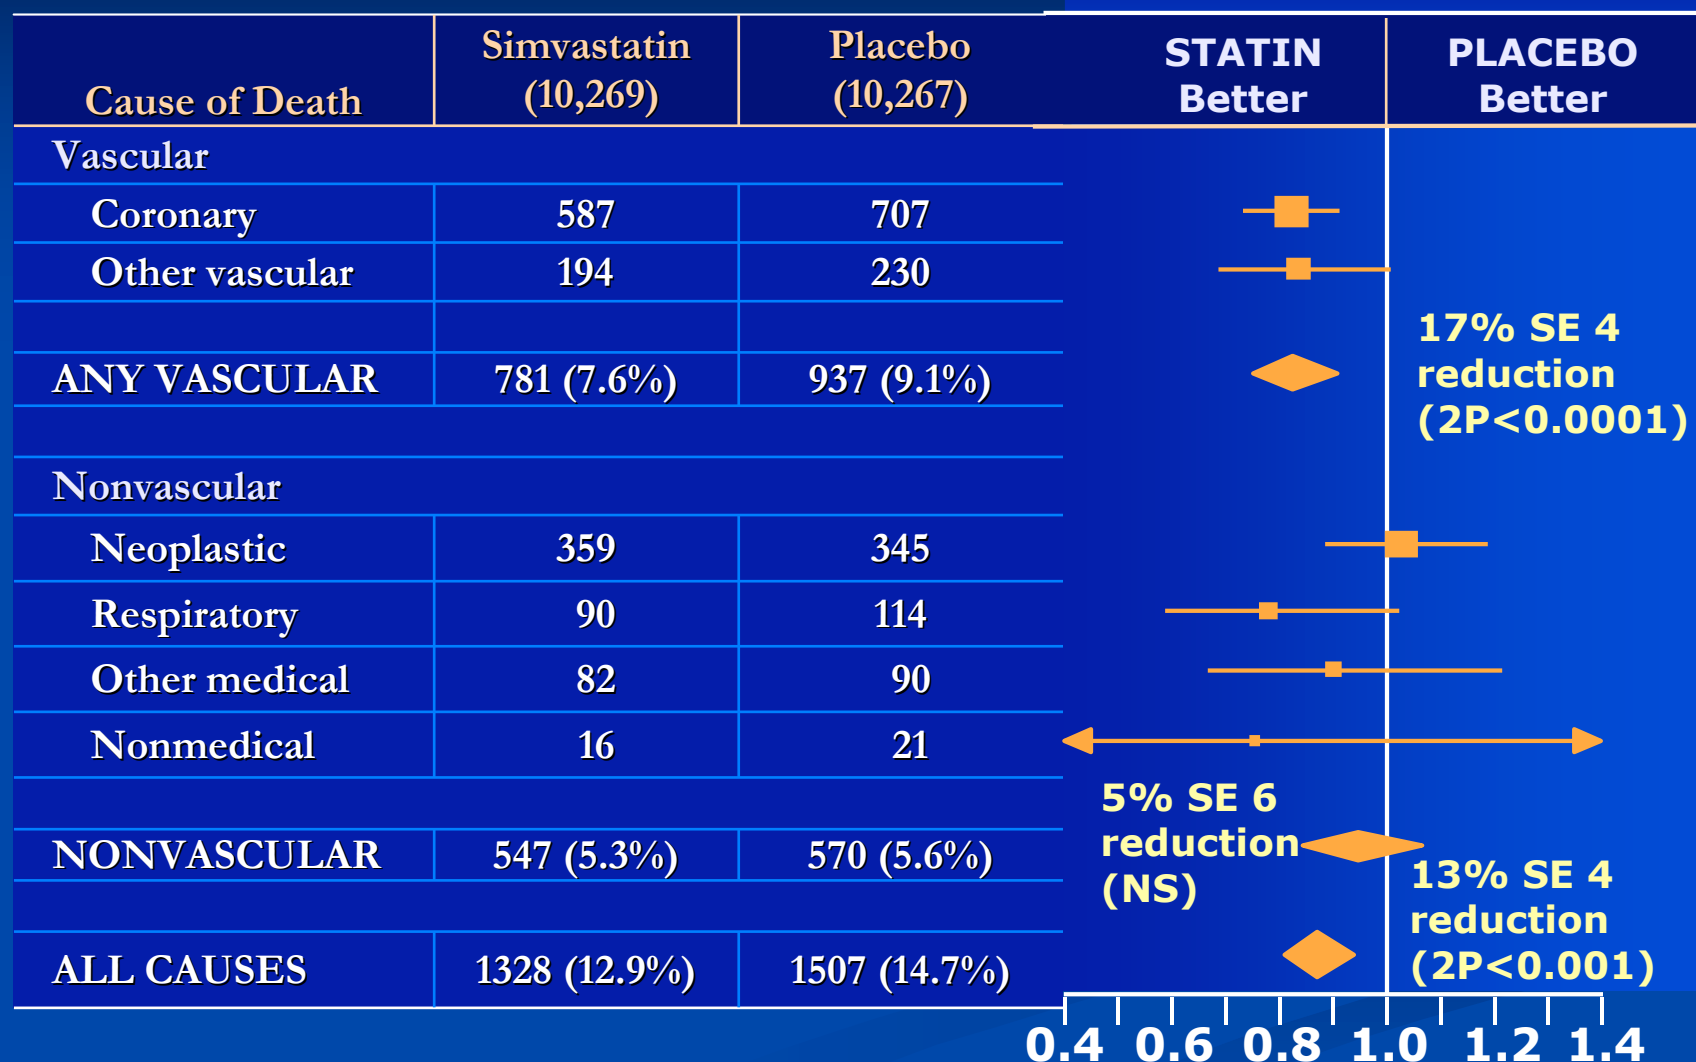 Cause of Death
Simvastatin
(10,269)
Placebo
(10,267)
STATIN
Better
PLACEBO
Better
Vascular
Coronary 587 707
Other vascular 194 230
ANY VASCULAR 781 (7.6%) 937 (9.1%)
17% SE 4
reduction
(2P<0.0001)
Nonvascular
Neoplastic 359 345
Respiratory 90 114
Other medical 82 90
Nonmedical 16 21
NONVASCULAR 547 (5.3%) 570 (5.6%)
5% SE 6
reduction
(NS)
ALL CAUSES 1328 (12.9%) 1507 (14.7%)
13% SE 4
reduction
(2P<0.001)
0.4 0.6 0.8 1.0 1.2 1.4